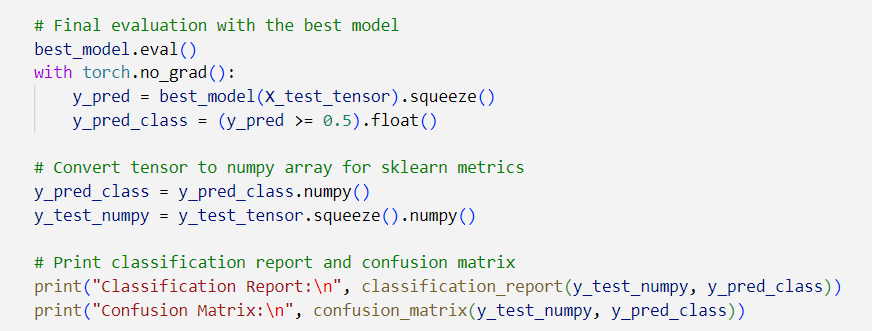 # Final evaluation with the best model
best_model.eval()
with torch.no_grad():
    y_pred = best_model(X_test_tensor).squeeze()
    y_pred_class = (y_pred >= 0.5).float()

# Convert tensor to numpy array for sklearn metrics
y_pred_class = y_pred_class.numpy()
y_test_numpy = y_test_tensor.squeeze().numpy()

# Print classification report and confusion matrix
print("Classification Report:\n", classification_report(y_test_numpy, y_pred_class))
print("Confusion Matrix:\n", confusion_matrix(y_test_numpy, y_pred_class))